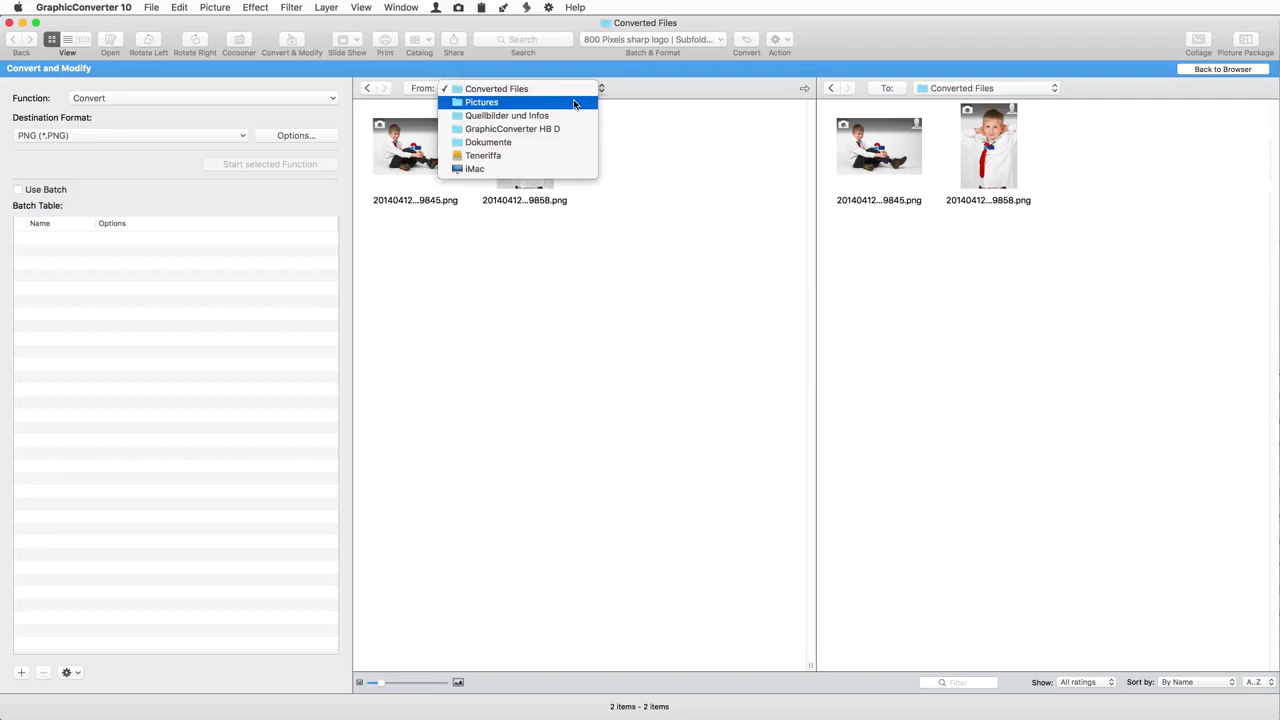 GraphicConverter 10 File Edit Picture Effect Filter Layer View Window Help
Converted Files
Back View Open Rotate Left Rotate Right Cocooner Convert & Modify Slide Show Print Catalog Share Search Search 800 Pixels sharp logo | Subfold... Batch & Format Convert Action Collage Picture Package
Convert and Modify
Back to Browser
Function: Convert
Destination Format:
PNG (*.PNG)
Options...
Start selected Function
Use Batch
Batch Table:
Name Options
From: ✓ Converted Files
Pictures
Quellbilder und Infos
GraphicConverter HB D
Dokumente
Teneriffa
iMac
20140412...9845.png 20140412...9858.png
To: Converted Files
20140412...9845.png 20140412...9858.png
Filter Show: All ratings Sort by: By Name A..Z
2 items - 2 items